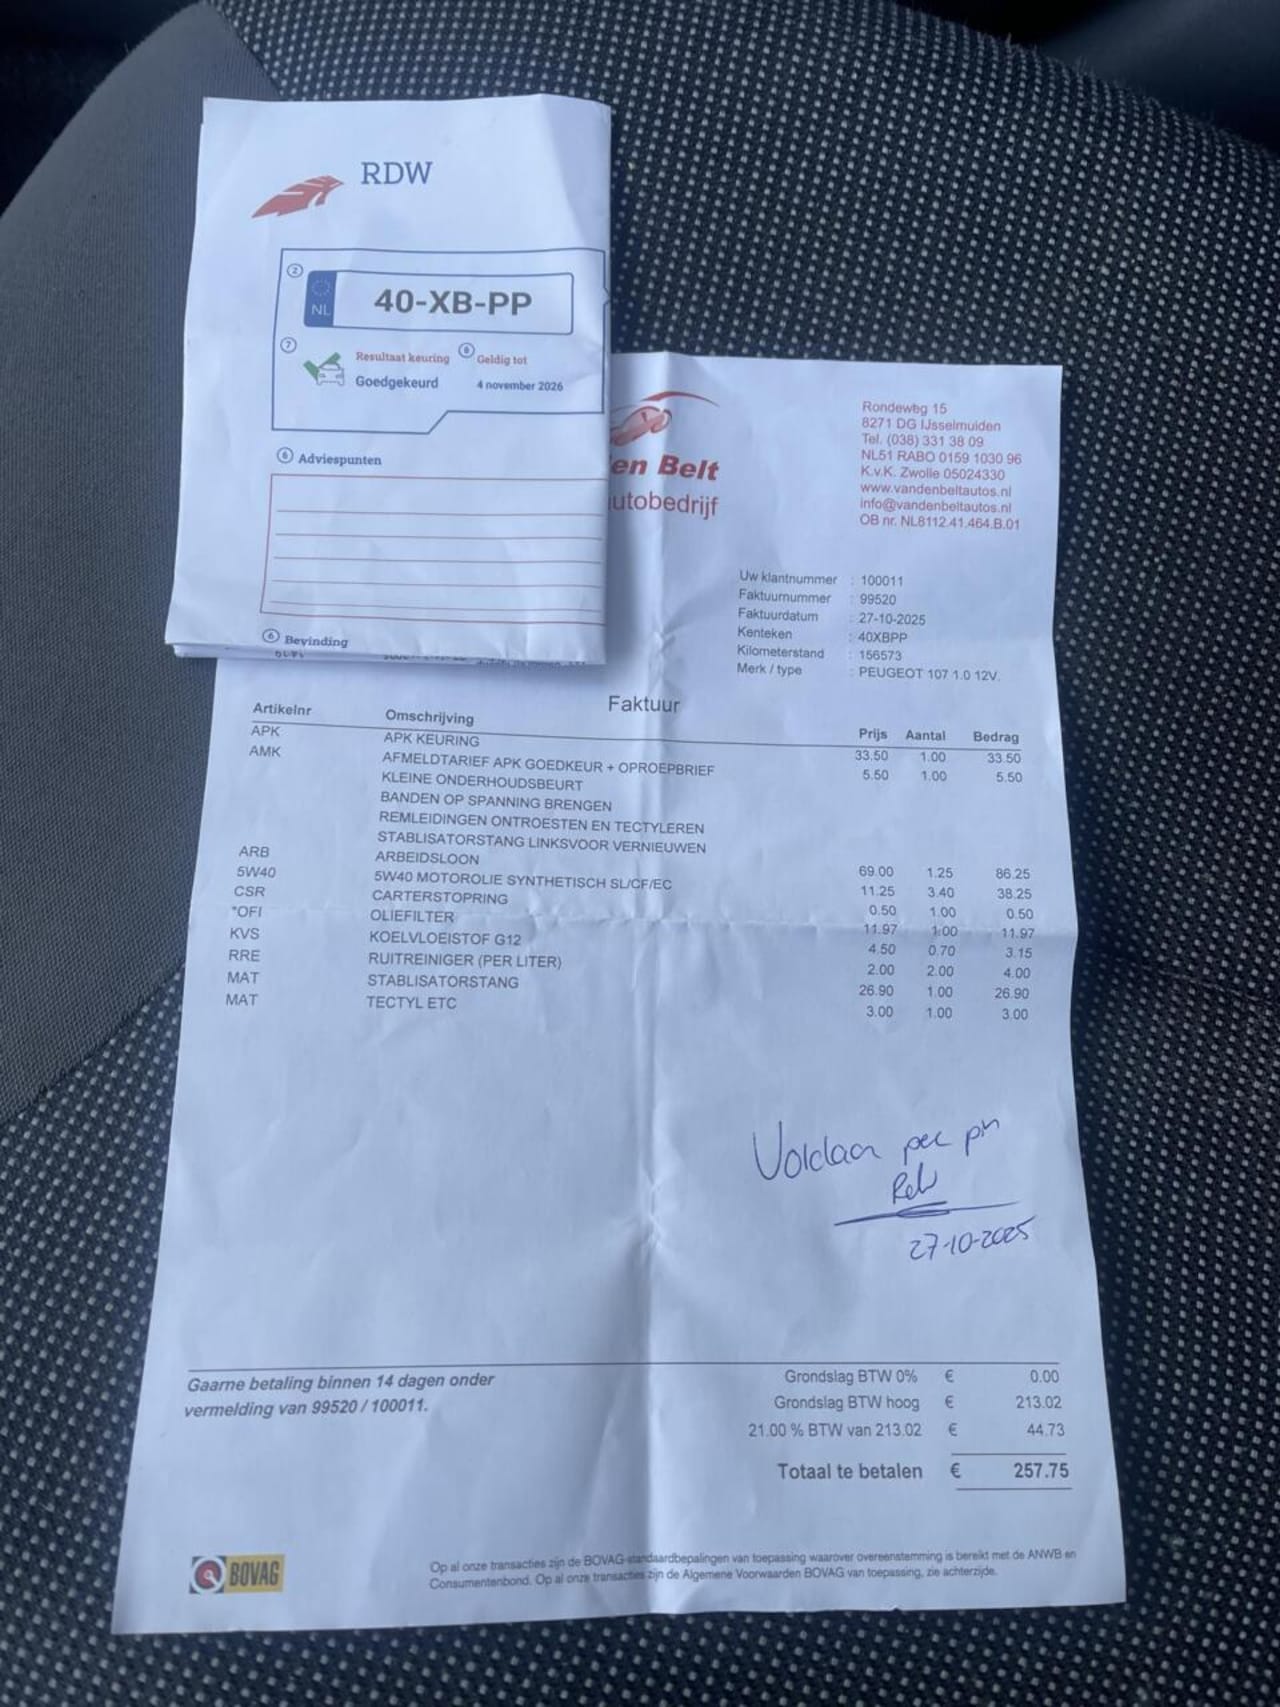 RDW
2
NL
40-XB-PP
7 Resultaat keuring 8 Geldig tot
Goedgekeurd 4 november 2026
6 Adviespunten
6 Bevinding
en Belt
utobedrijf
Rondeweg 15
8271 DG IJsselmuiden
Tel. (038) 331 38 09
NL51 RABO 0159 1030 96
K.v.K. Zwolle 05024330
www.vandenbeltautos.nl
info@vandenbeltautos.nl
OB nr. NL8112.41.464.B.01
Uw klantnummer : 100011
Faktuurnummer : 99520
Faktuurdatum : 27-10-2025
Kenteken : 40XBPP
Kilometerstand : 156573
Merk / type : PEUGEOT 107 1.0 12V.
Faktuur
Artikelnr Omschrijving Prijs Aantal Bedrag
APK APK KEURING 33.50 1.00 33.50
AMK AFMELDTARIEF APK GOEDKEUR + OPROEPBRIEF 5.50 1.00 5.50
KLEINE ONDERHOUDSBEURT
BANDEN OP SPANNING BRENGEN
REMLEIDINGEN ONTROESTEN EN TECTYLEREN
STABLISATORSTANG LINKSVOOR VERNIEUWEN
ARB ARBEIDSLOON 69.00 1.25 86.25
5W40 5W40 MOTOROLIE SYNTHETISCH SL/CF/EC 11.25 3.40 38.25
CSR CARTERSTOPRING 0.50 1.00 0.50
*OFI OLIEFILTER 11.97 1.00 11.97
KVS KOELVLOEISTOF G12 4.50 0.70 3.15
RRE RUITREINIGER (PER LITER) 2.00 2.00 4.00
MAT STABLISATORSTANG 26.90 1.00 26.90
MAT TECTYL ETC 3.00 1.00 3.00
Voldaan per pin
27-10-2025
Gaarne betaling binnen 14 dagen onder
vermelding van 99520 / 100011.
Grondslag BTW 0% € 0.00
Grondslag BTW hoog € 213.02
21.00 % BTW van 213.02 € 44.73
Totaal te betalen € 257.75
BOVAG
Op al onze transacties zijn de BOVAG-standaardbepalingen van toepassing waarover overeenstemming is bereikt met de ANWB en
Consumentenbond. Op al onze transacties zijn de Algemene Voorwaarden BOVAG van toepassing, zie achterzijde.